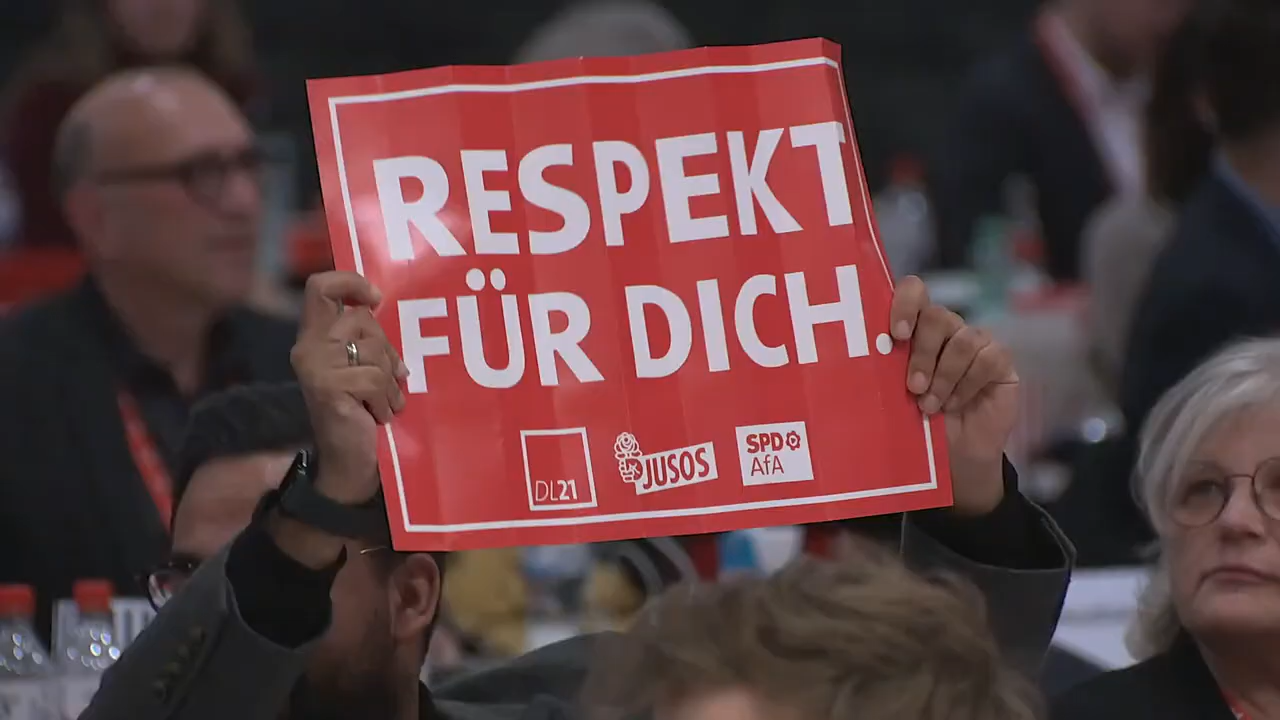 RESPEKT
FÜR DICH.
DL21
JUSOS
SPD
AfA